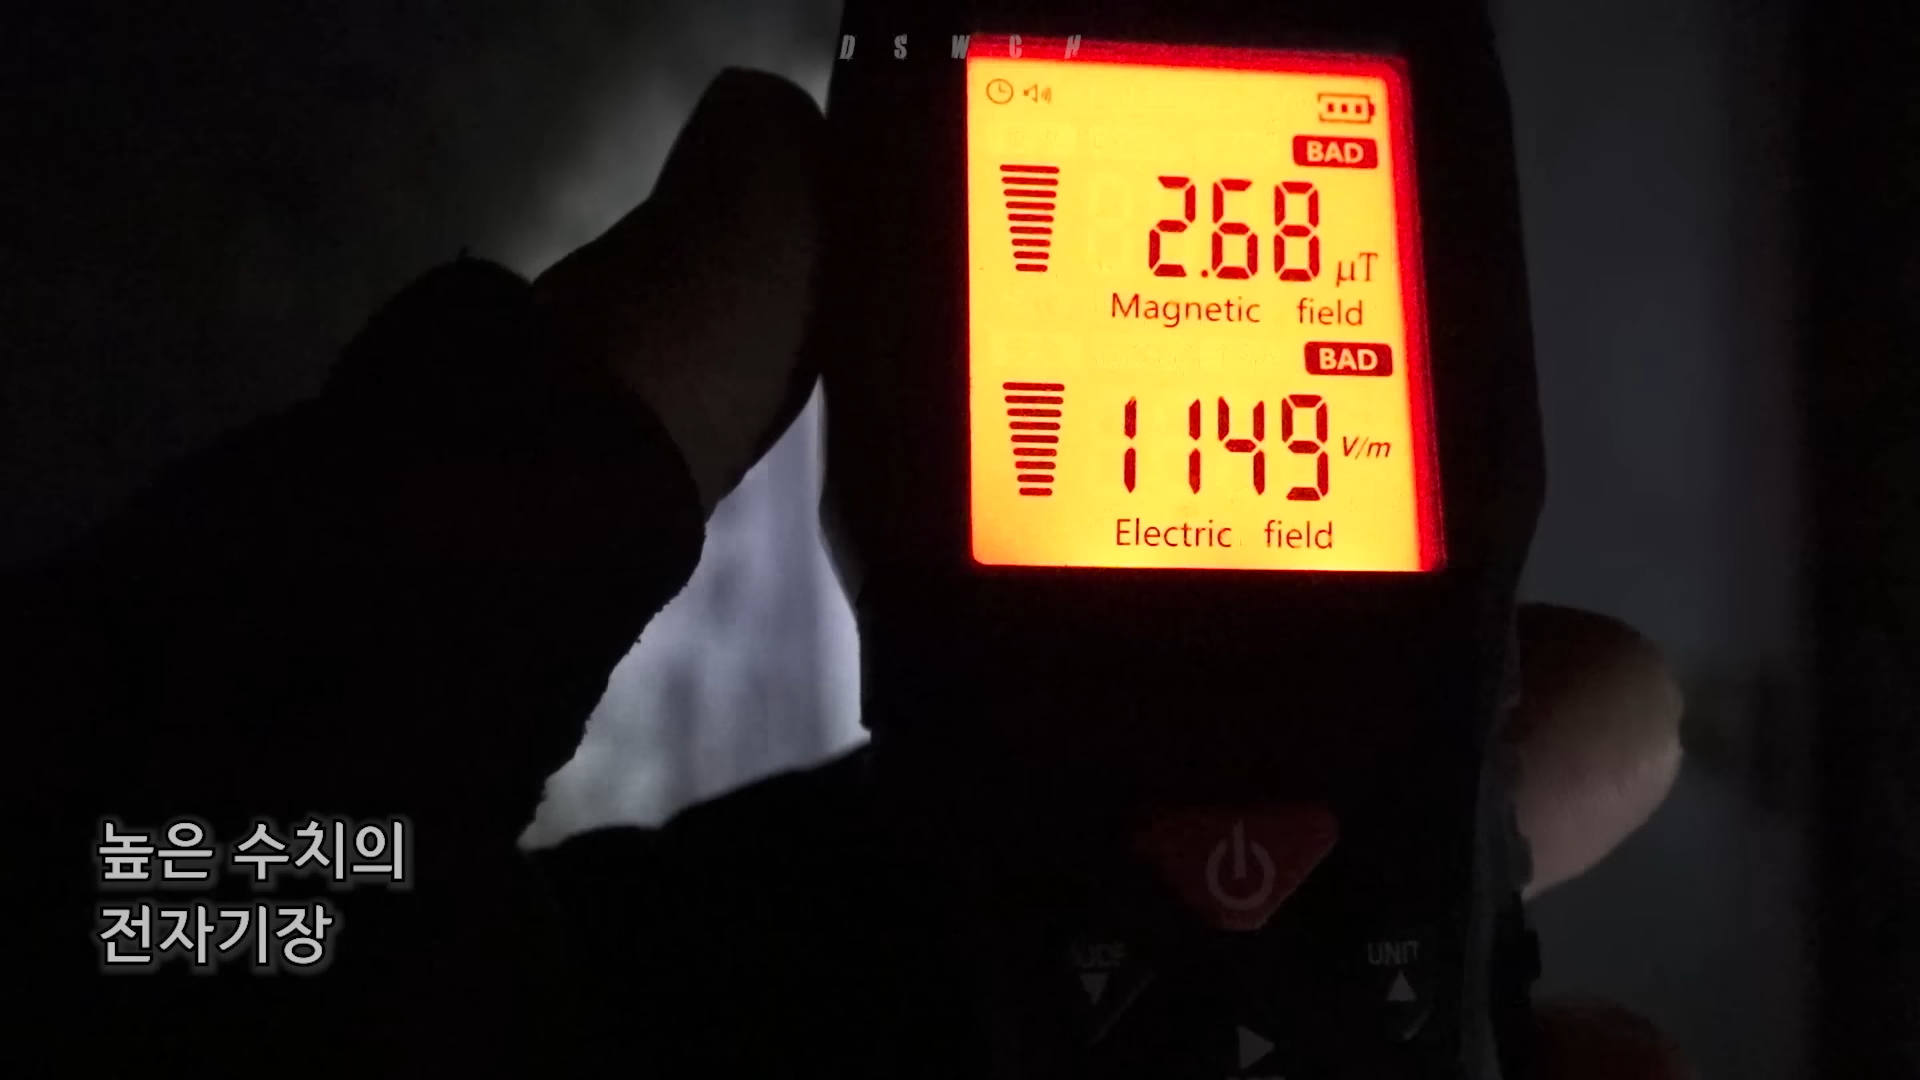 D S W C H
BAD
2.68 µT
Magnetic field
BAD
1149 V/m
Electric field
높은 수치의
전자기장
UNIT